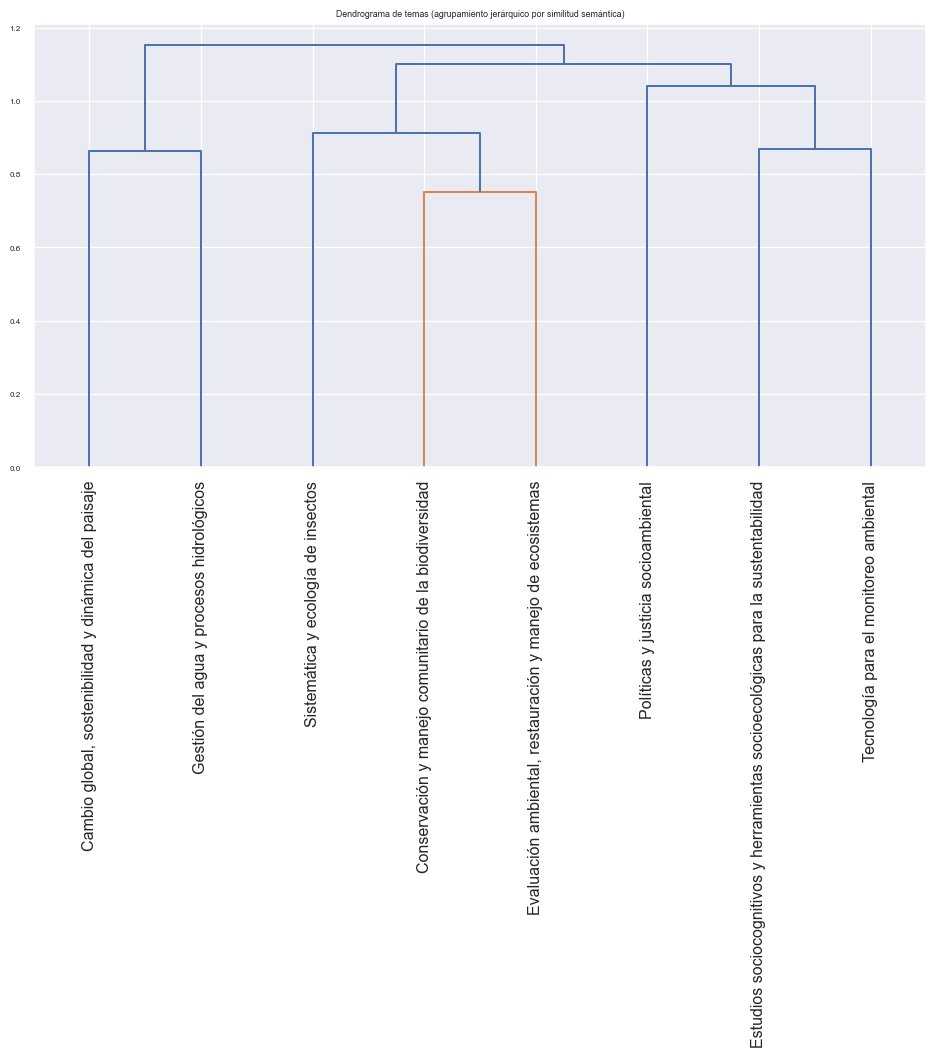 Dendrograma de temas (agrupamiento jerárquico por similitud semántica)
1.2
1.0
0.8
0.6
0.4
0.2
0.0
Cambio global, sostenibilidad y dinámica del paisaje
Gestión del agua y procesos hidrológicos
Sistemática y ecología de insectos
Conservación y manejo comunitario de la biodiversidad
Evaluación ambiental, restauración y manejo de ecosistemas
Políticas y justicia socioambiental
Estudios sociocognitivos y herramientas socioecológicas para la sustentabilidad
Tecnología para el monitoreo ambiental